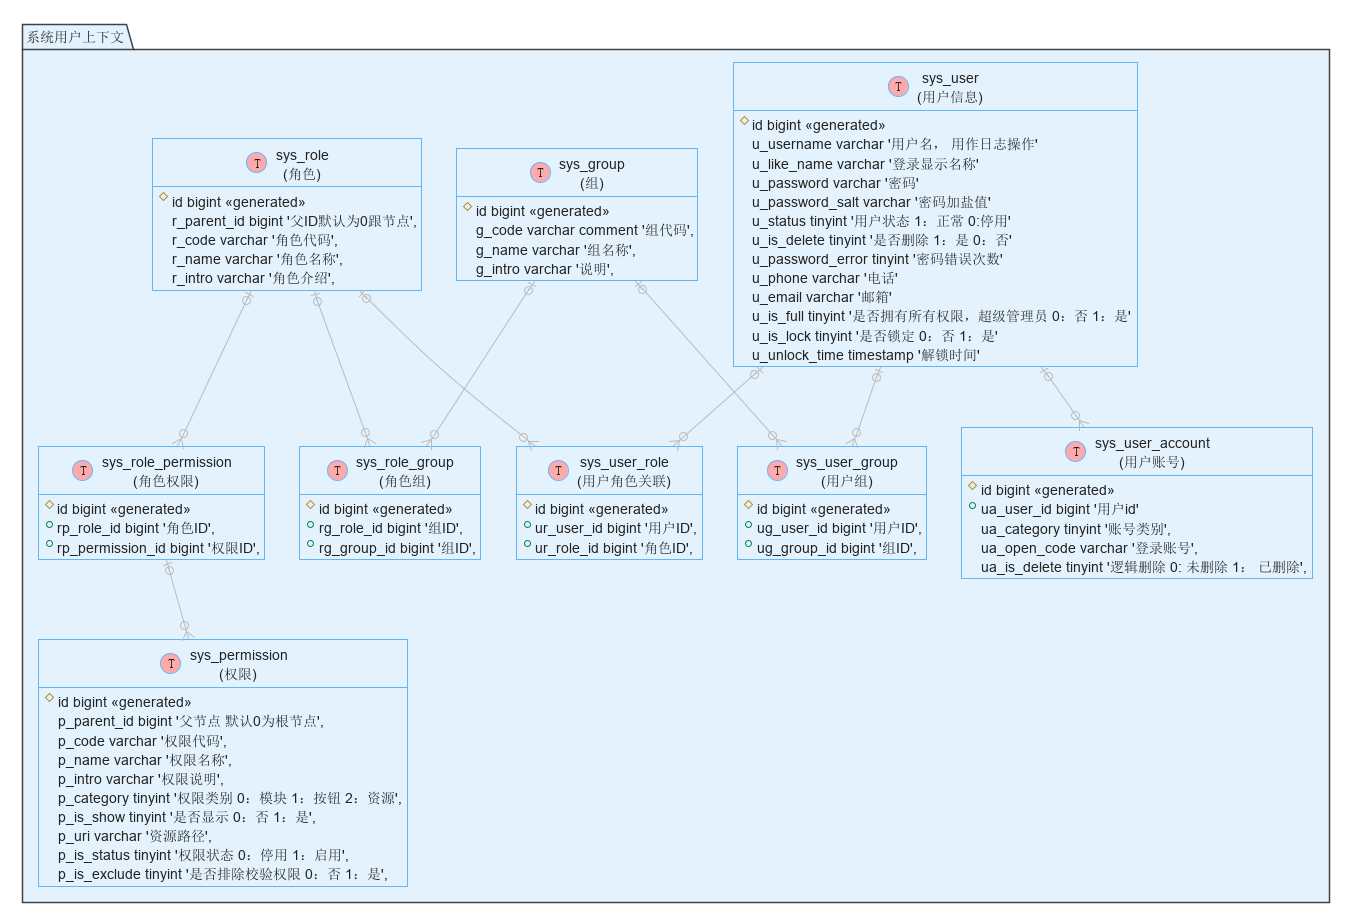 系统用户上下文
T
sys_user
(用户信息)
id bigint «generated»
u_username varchar '用户名， 用作日志操作'
u_like_name varchar '登录显示名称'
u_password varchar '密码'
u_password_salt varchar '密码加盐值'
u_status tinyint '用户状态 1：正常 0:停用'
u_is_delete tinyint '是否删除 1：是 0：否'
u_password_error tinyint '密码错误次数'
u_phone varchar '电话'
u_email varchar '邮箱'
u_is_full tinyint '是否拥有所有权限，超级管理员 0：否 1：是'
u_is_lock tinyint '是否锁定 0：否 1：是'
u_unlock_time timestamp '解锁时间'
T
sys_role
(角色)
id bigint «generated»
r_parent_id bigint '父ID默认为0跟节点',
r_code varchar '角色代码',
r_name varchar '角色名称',
r_intro varchar '角色介绍',
T
sys_group
(组)
id bigint «generated»
g_code varchar comment '组代码',
g_name varchar '组名称',
g_intro varchar '说明',
T
sys_role_permission
(角色权限)
id bigint «generated»
rp_role_id bigint '角色ID',
rp_permission_id bigint '权限ID',
T
sys_role_group
(角色组)
id bigint «generated»
rg_role_id bigint '组ID',
rg_group_id bigint '组ID',
T
sys_user_role
(用户角色关联)
id bigint «generated»
ur_user_id bigint '用户ID',
ur_role_id bigint '角色ID',
T
sys_user_group
(用户组)
id bigint «generated»
ug_user_id bigint '用户ID',
ug_group_id bigint '组ID',
T
sys_user_account
(用户账号)
id bigint «generated»
ua_user_id bigint '用户id'
ua_category tinyint '账号类别',
ua_open_code varchar '登录账号',
ua_is_delete tinyint '逻辑删除 0: 未删除 1： 已删除',
T
sys_permission
(权限)
id bigint «generated»
p_parent_id bigint '父节点 默认0为根节点',
p_code varchar '权限代码',
p_name varchar '权限名称',
p_intro varchar '权限说明',
p_category tinyint '权限类别 0：模块 1：按钮 2：资源',
p_is_show tinyint '是否显示 0：否 1：是',
p_uri varchar '资源路径',
p_is_status tinyint '权限状态 0：停用 1：启用',
p_is_exclude tinyint '是否排除校验权限 0：否 1：是',